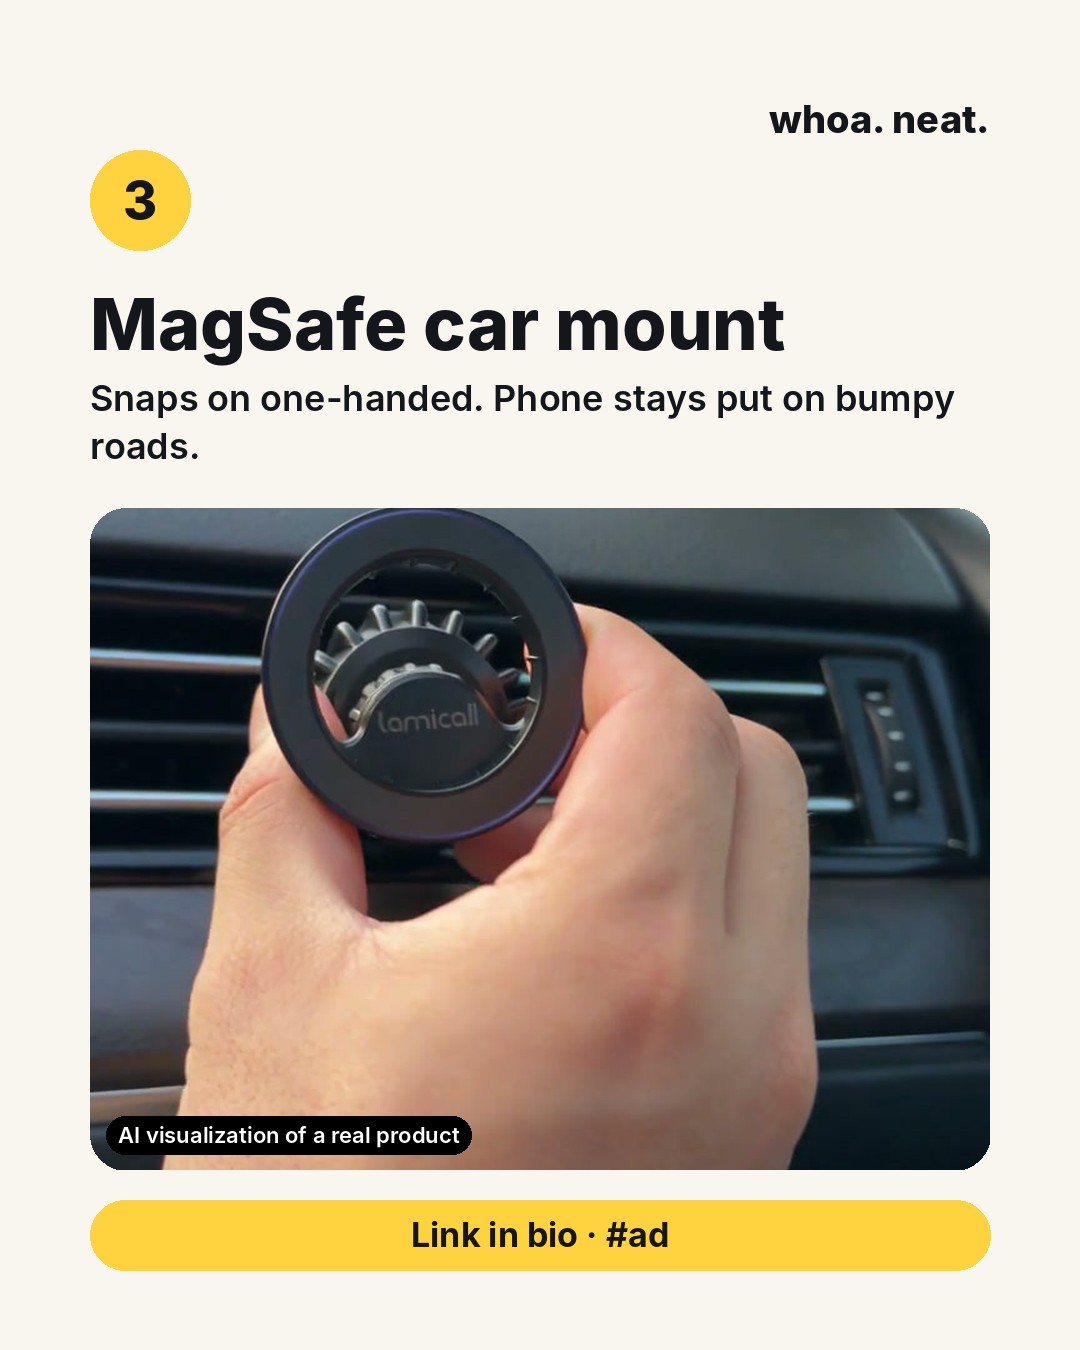 whoa. neat.
3
MagSafe car mount
Snaps on one-handed. Phone stays put on bumpy
roads.
lamicall
AI visualization of a real product
Link in bio · #ad